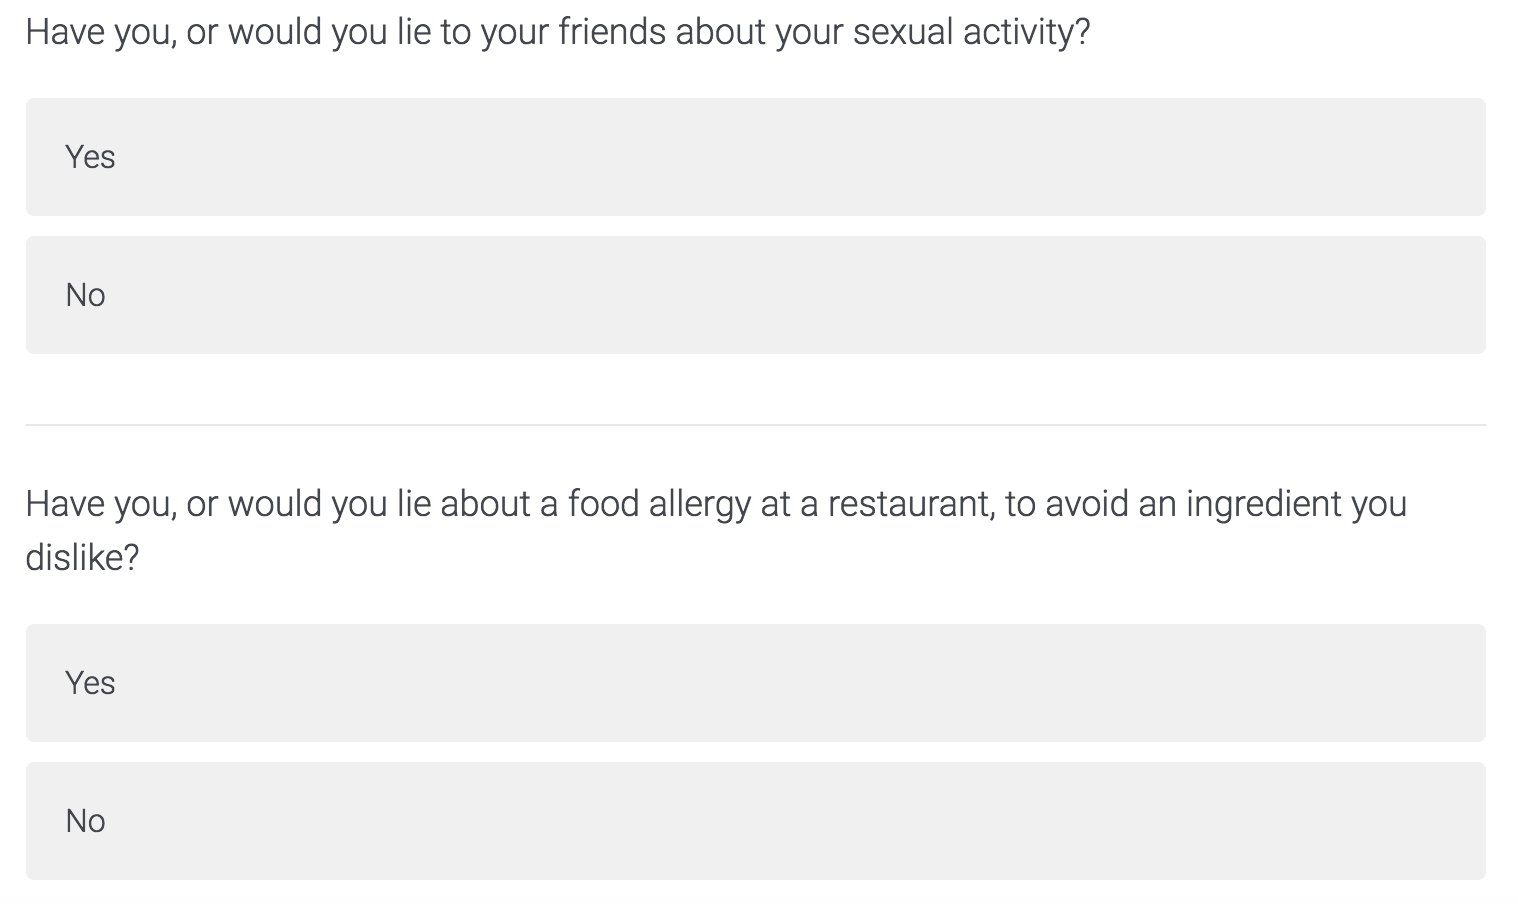 Have you, or would you lie to your friends about your sexual activity?
Yes
No
Have you, or would you lie about a food allergy at a restaurant, to avoid an ingredient you
dislike?
Yes
No